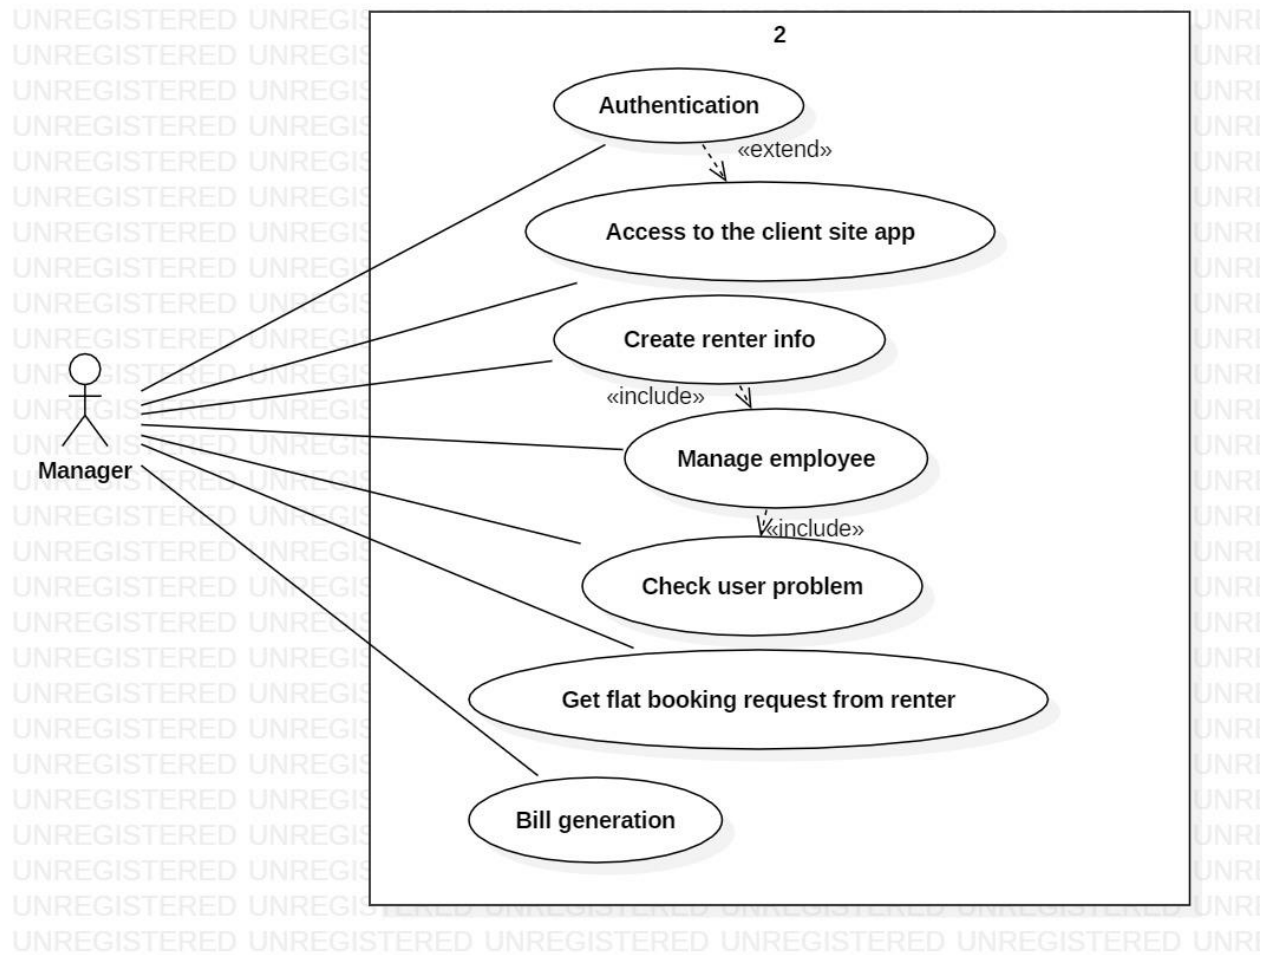 2
Authentication
«extend»
Access to the client site app
Create renter info
«include»
Manage employee
«include»
Check user problem
Get flat booking request from renter
Bill generation
Manager
UNREGISTERED UNREGISTERED UNREGISTERED UNREGISTERED UNREGISTERED UNRI